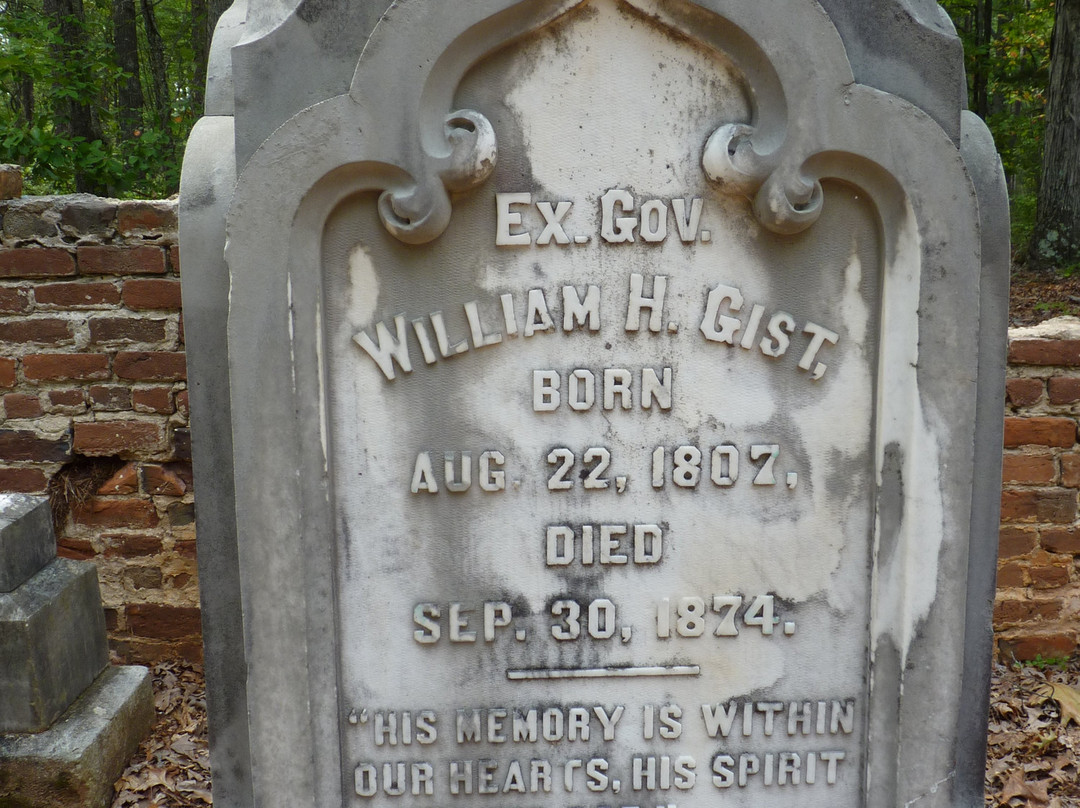 Ex. Gov.
William H. Gist,
BORN
AUG. 22, 1807,
DIED
SEP. 30, 1874.
"HIS MEMORY IS WITHIN
OUR HEARTS, HIS SPIRIT